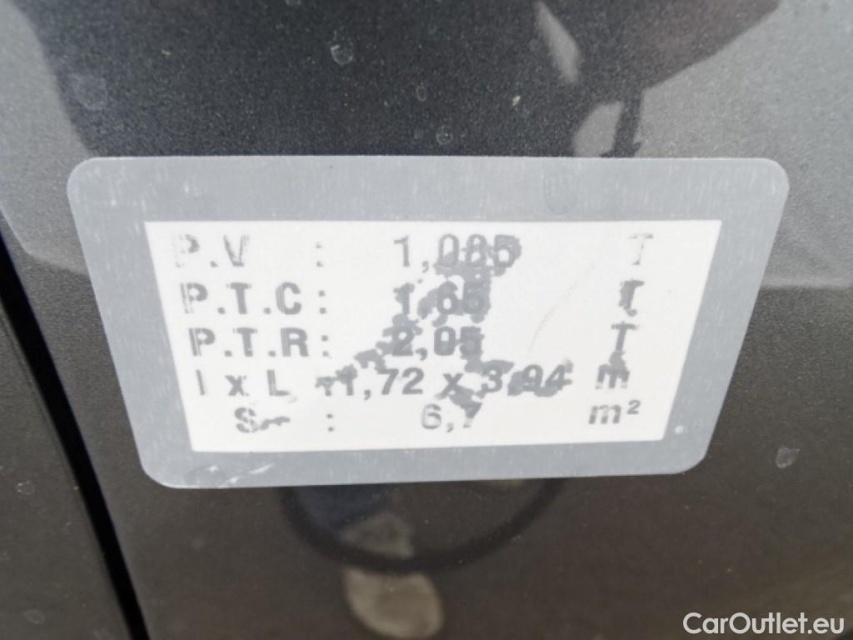 P.V : 1,085 T
P.T.C : 1,65 T
P.T.R : 2,05 T
l x L : 1,72 x 3,94 m
S : 6,7 m²
CarOutlet.eu